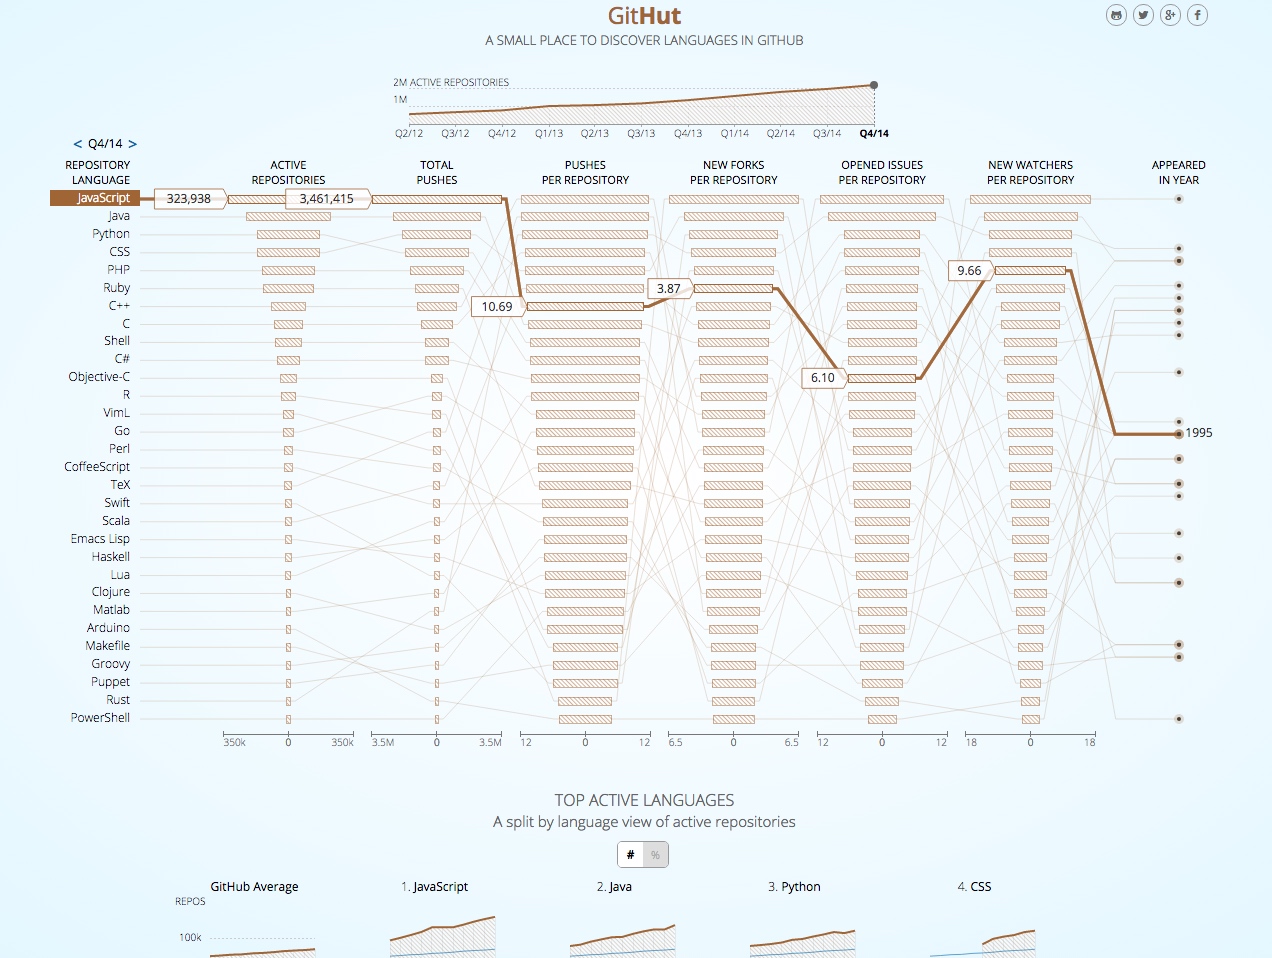 GitHut
A SMALL PLACE TO DISCOVER LANGUAGES IN GITHUB
2M ACTIVE REPOSITORIES
1M
Q2/12 Q3/12 Q4/12 Q1/13 Q2/13 Q3/13 Q4/13 Q1/14 Q2/14 Q3/14 Q4/14
< Q4/14 >
REPOSITORY LANGUAGE
ACTIVE REPOSITORIES
TOTAL PUSHES
PUSHES PER REPOSITORY
NEW FORKS PER REPOSITORY
OPENED ISSUES PER REPOSITORY
NEW WATCHERS PER REPOSITORY
APPEARED IN YEAR
JavaScript 323,938 3,461,415
Java
Python
CSS
PHP 9.66
Ruby 3.87
C++ 10.69
C
Shell
C#
Objective-C 6.10
R
VimL
Go 1995
Perl
CoffeeScript
TeX
Swift
Scala
Emacs Lisp
Haskell
Lua
Clojure
Matlab
Arduino
Makefile
Groovy
Puppet
Rust
PowerShell
350k 0 350k 3.5M 0 3.5M 12 0 12 6.5 0 6.5 12 0 12 18 0 18
TOP ACTIVE LANGUAGES
A split by language view of active repositories
# %
GitHub Average 1. JavaScript 2. Java 3. Python 4. CSS
REPOS
100k